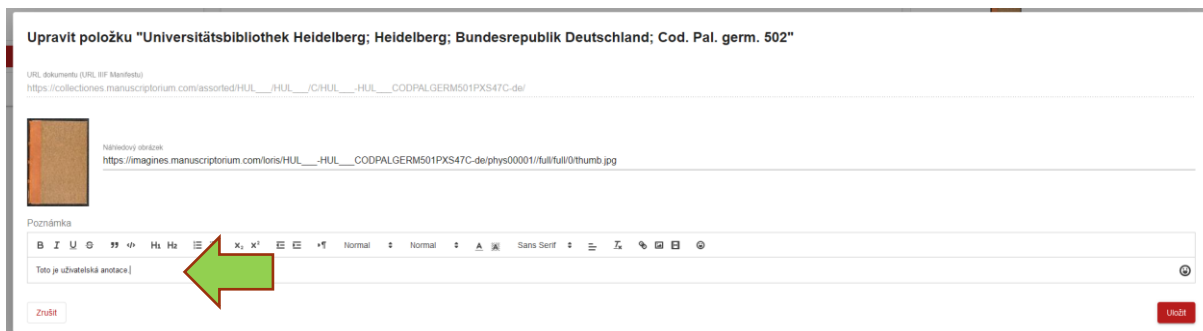 Upravit položku "Universitätsbibliothek Heidelberg; Heidelberg; Bundesrepublik Deutschland; Cod. Pal. germ. 502"
URL dokumentu (URL IIIF Manifestu)
https://collectiones.manuscriptorium.com/assorted/HUL___/HUL___/C/HUL___-HUL___CODPALGERM501PXS47C-de/
Náhledový obrázek
https://imagines.manuscriptorium.com/loris/HUL___-HUL___CODPALGERM501PXS47C-de/phys00001//full/full/0/thumb.jpg
Poznámka
B I U S H1 H2 X2 X2 Normal Normal A A Sans Serif Tx
Toto je uživatelská anotace.
Zrušit
Uložit